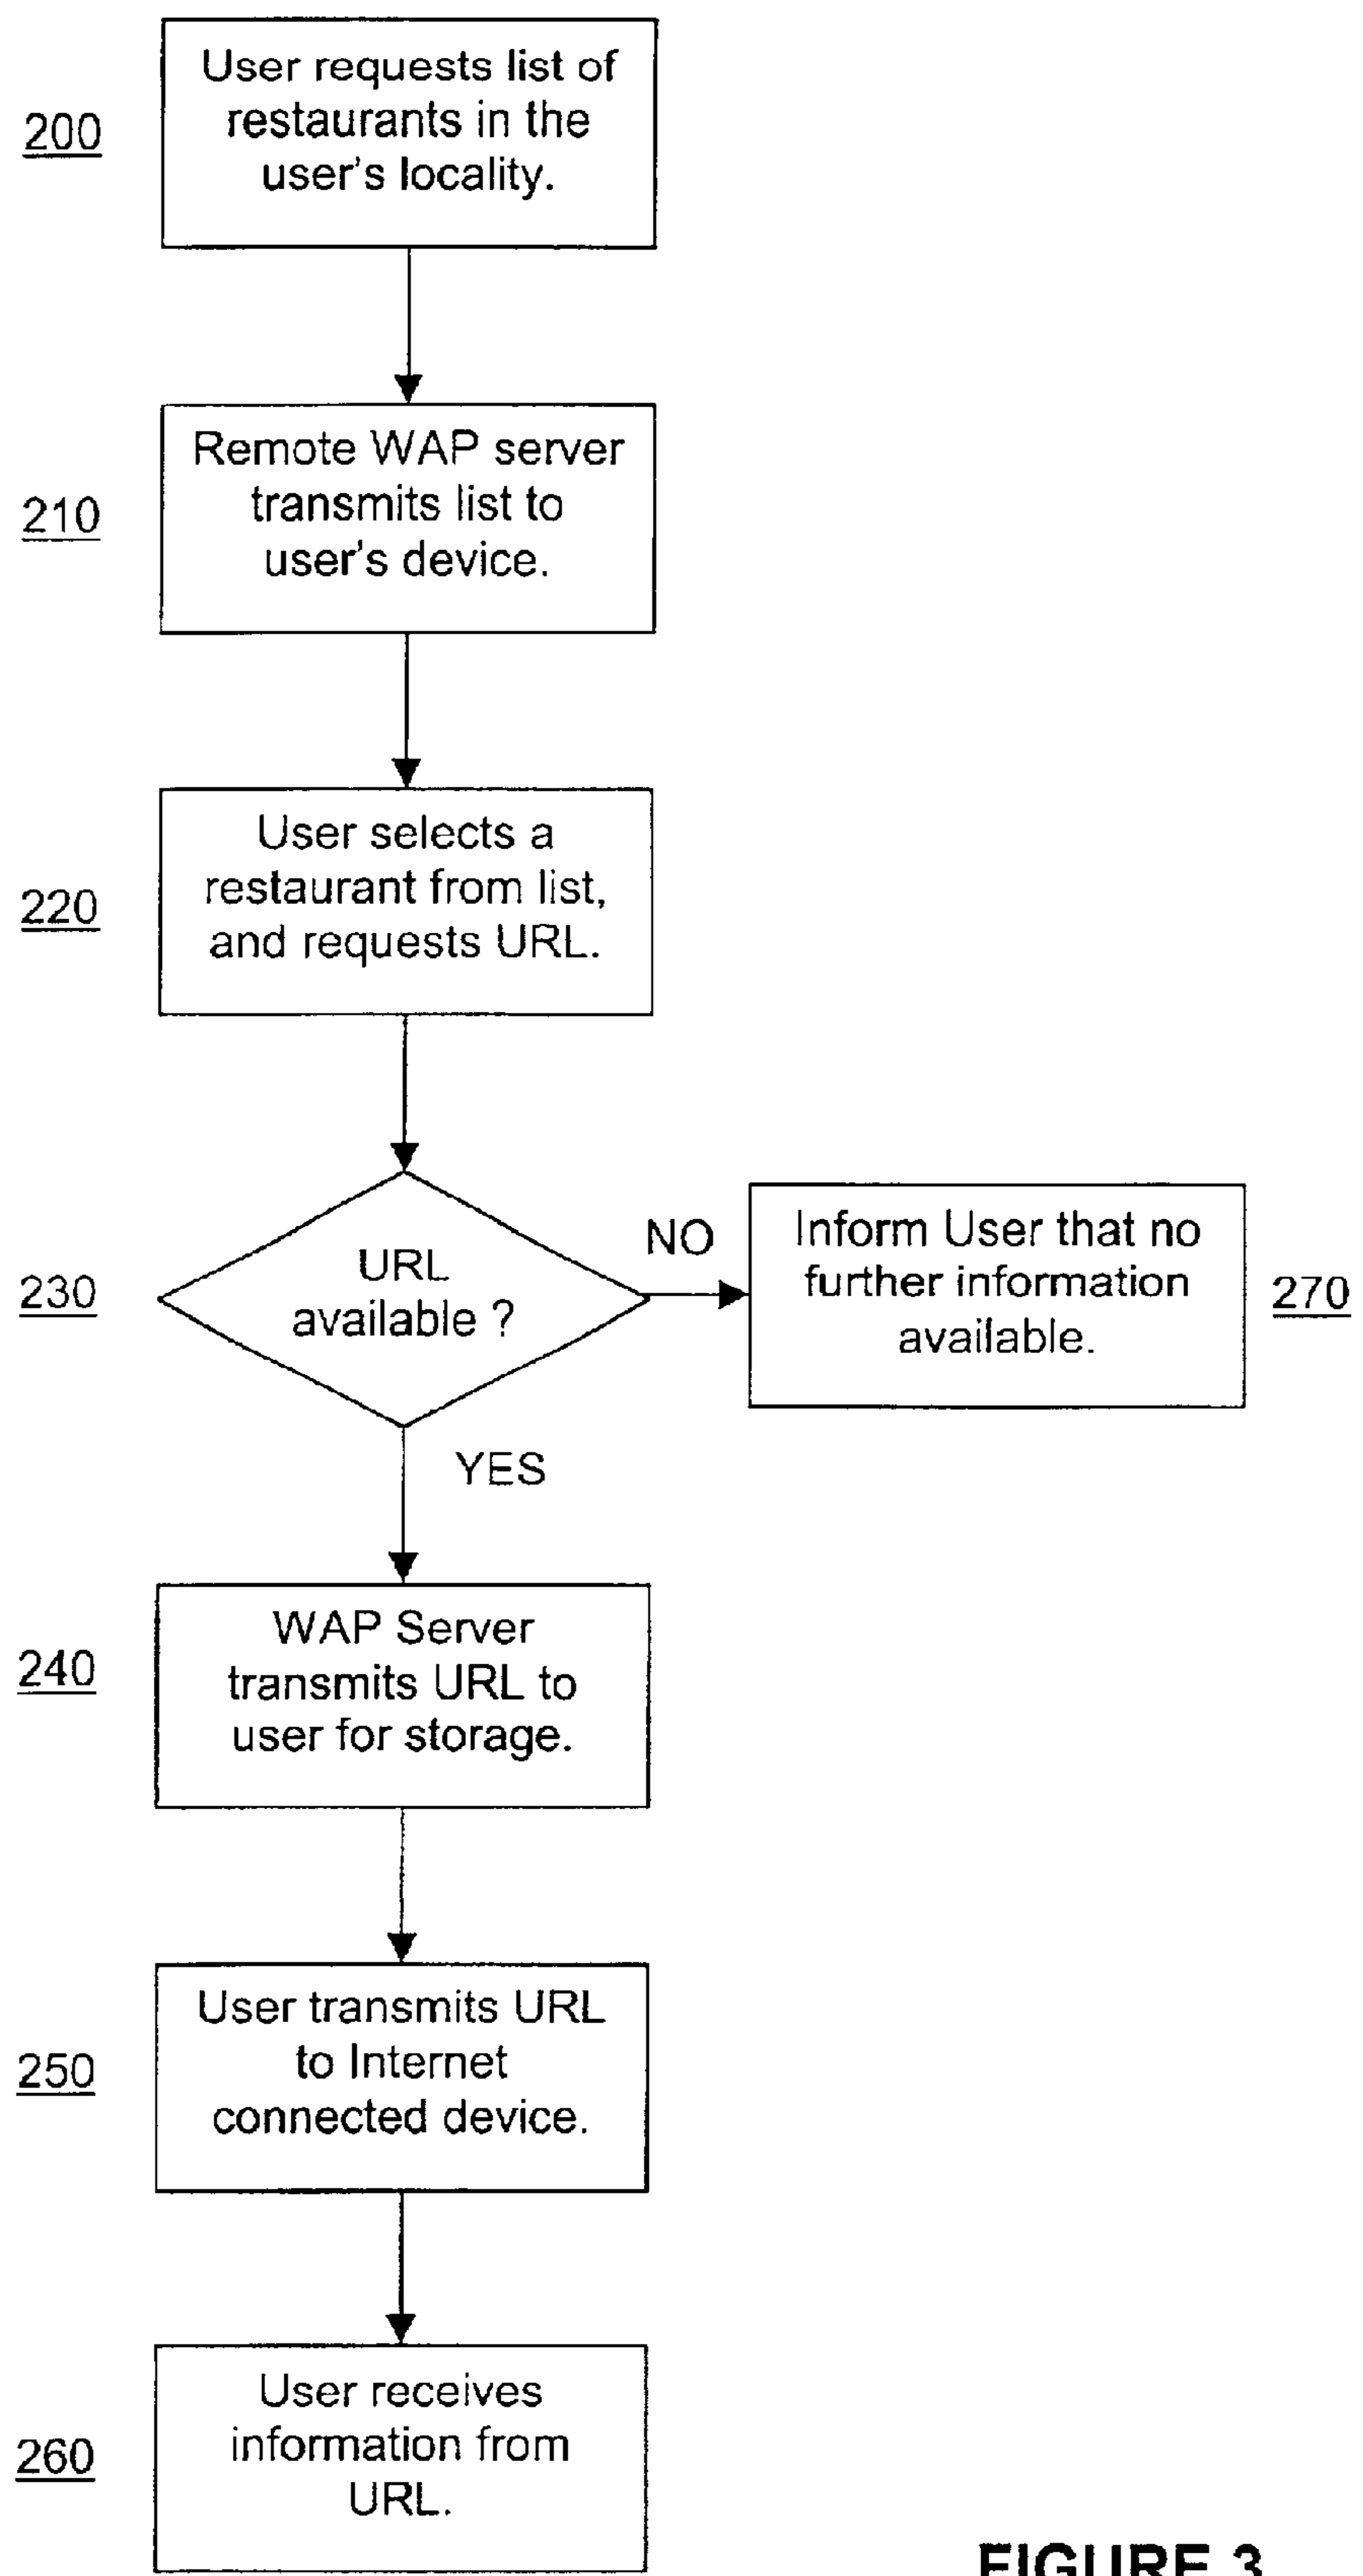 User requests list of
restaurants in the
user's locality.
200
Remote WAP server
transmits list to
user's device.
210
User selects a
restaurant from list,
and requests URL.
220
URL
available ?
230
NO
Inform User that no
further information
available.
270
YES
WAP Server
transmits URL to
user for storage.
240
User transmits URL
to Internet
connected device.
250
User receives
information from
URL.
260
FIGURE 3